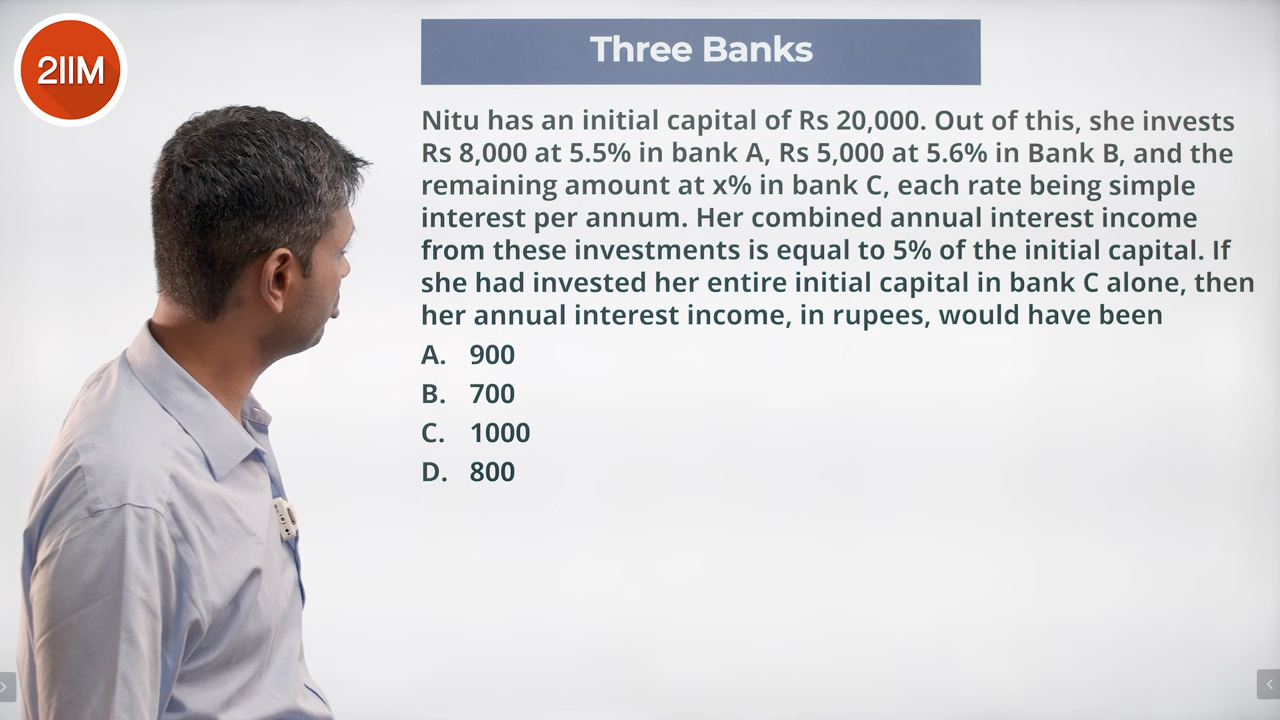 2IIM
Three Banks
Nitu has an initial capital of Rs 20,000. Out of this, she invests
Rs 8,000 at 5.5% in bank A, Rs 5,000 at 5.6% in Bank B, and the
remaining amount at x% in bank C, each rate being simple
interest per annum. Her combined annual interest income
from these investments is equal to 5% of the initial capital. If
she had invested her entire initial capital in bank C alone, then
her annual interest income, in rupees, would have been
A. 900
B. 700
C. 1000
D. 800